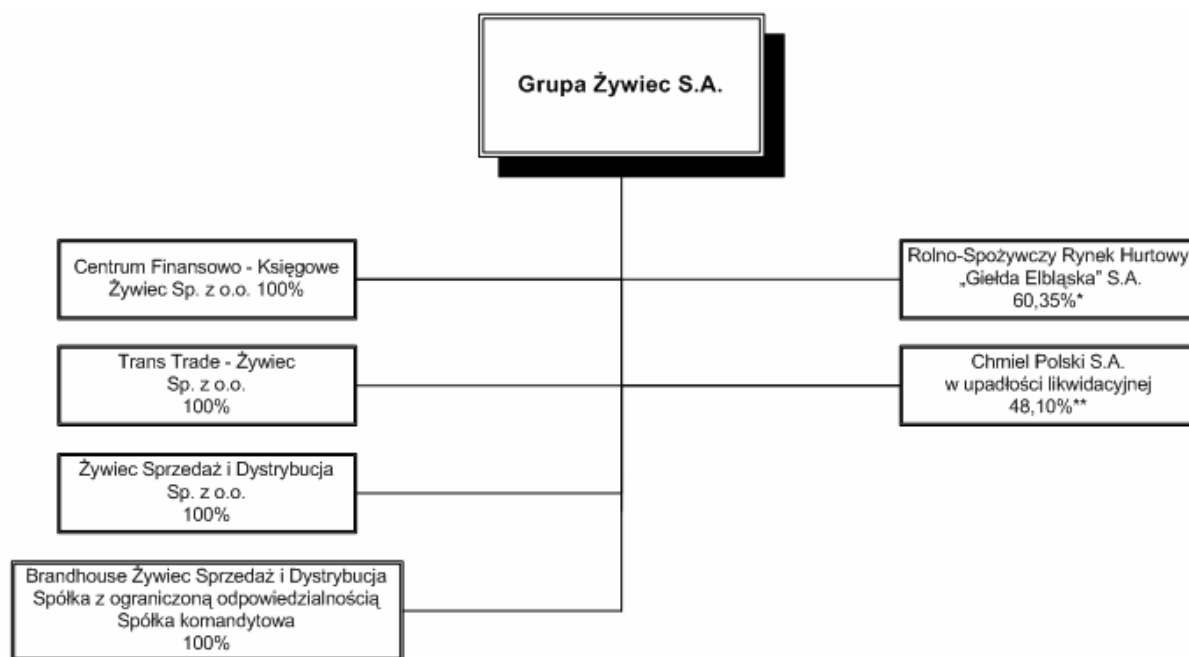 Grupa Żywiec S.A.
Centrum Finansowo - Księgowe
Żywiec Sp. z o.o. 100%
Rolno-Spożywczy Rynek Hurtowy
„Giełda Elbląska” S.A.
60,35%*
Trans Trade - Żywiec
Sp. z o.o.
100%
Chmiel Polski S.A.
w upadłości likwidacyjnej
48,10%**
Żywiec Sprzedaż i Dystrybucja
Sp. z o.o.
100%
Brandhouse Żywiec Sprzedaż i Dystrybucja
Spółka z ograniczoną odpowiedzialnością
Spółka komandytowa
100%